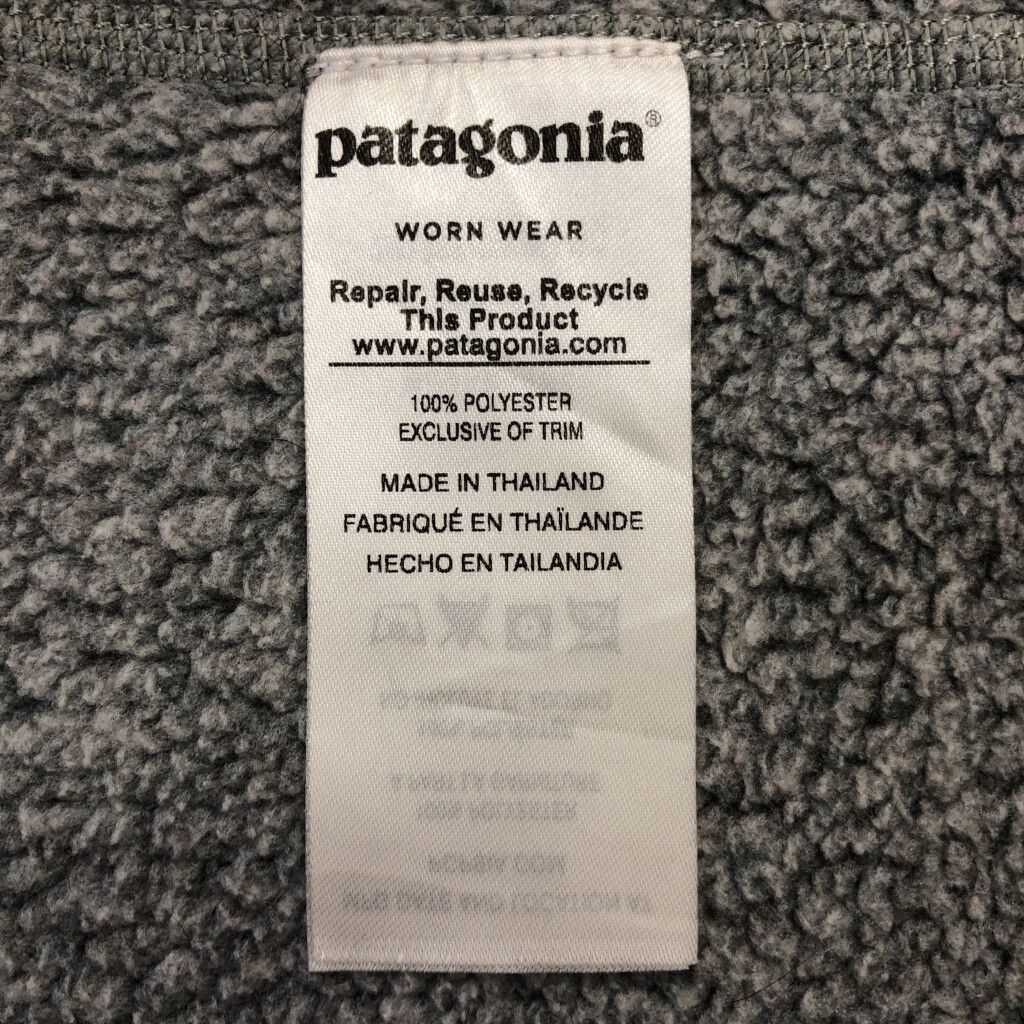 patagonia®
WORN WEAR
Repair, Reuse, Recycle
This Product
www.patagonia.com
100% POLYESTER
EXCLUSIVE OF TRIM
MADE IN THAILAND
FABRIQUÉ EN THAÏLANDE
HECHO EN TAILANDIA